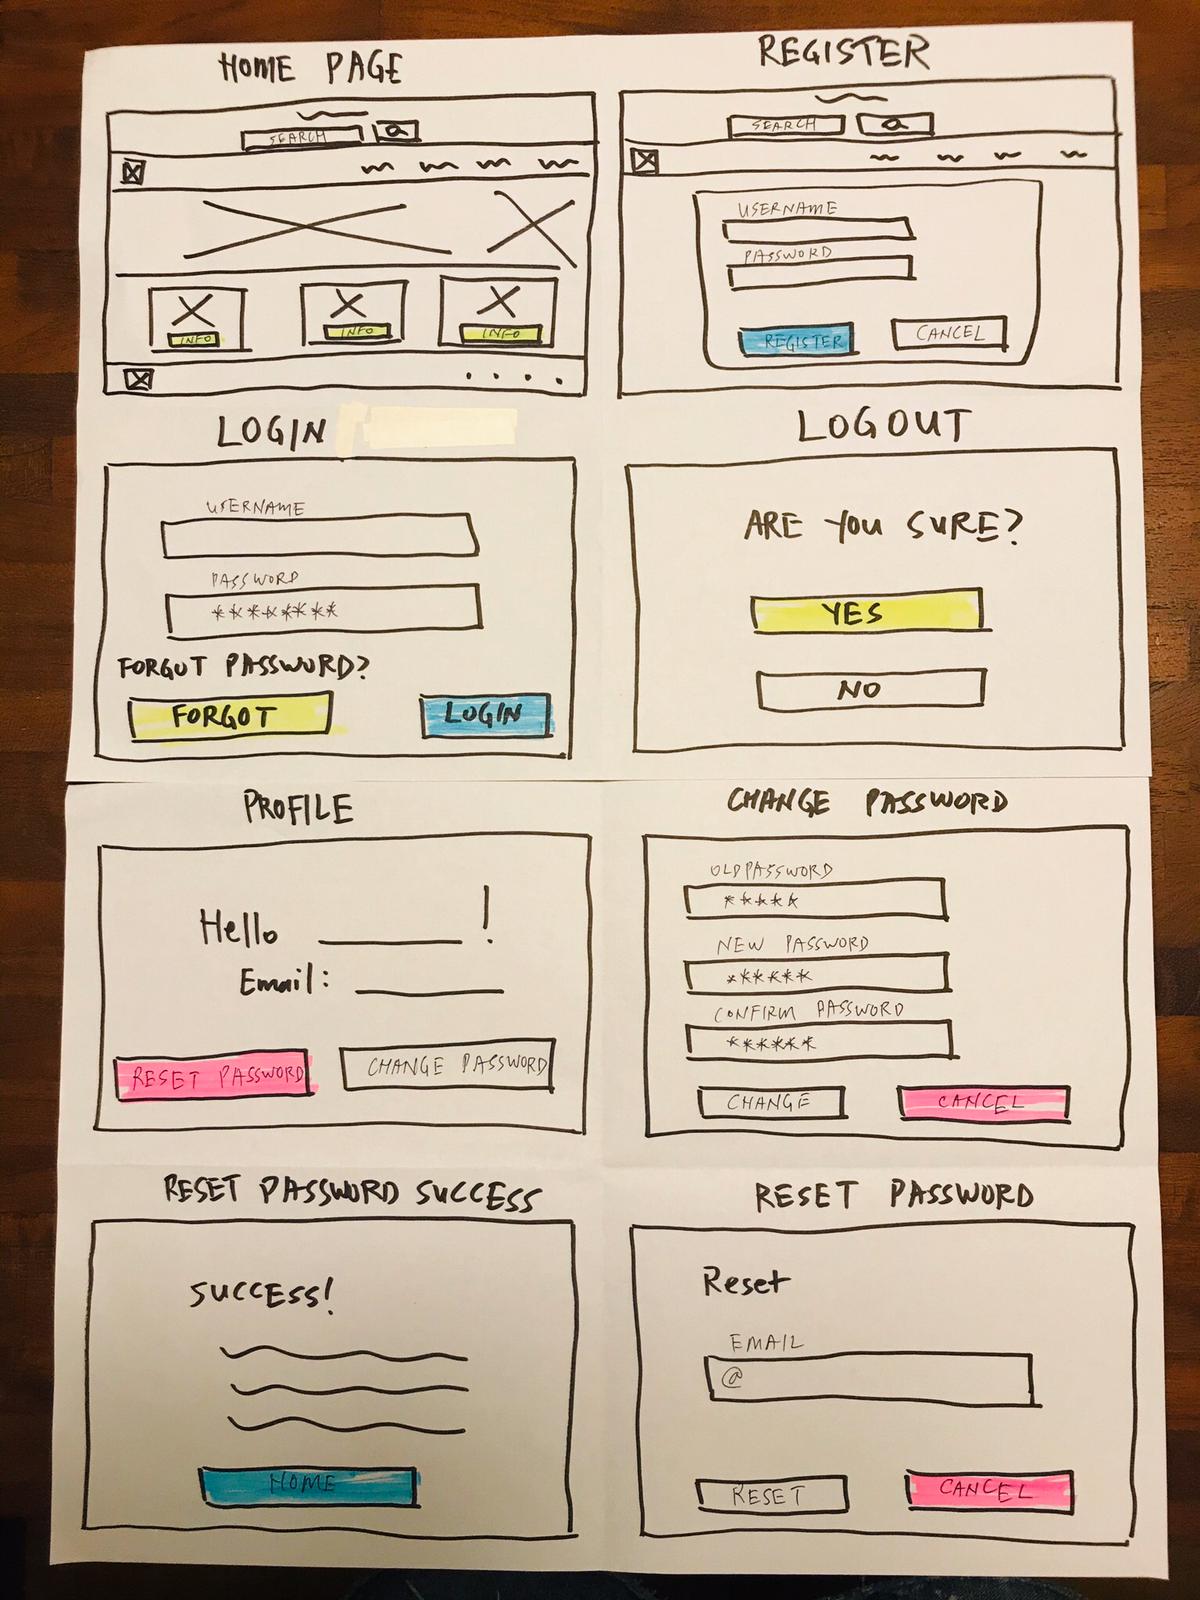 HOME PAGE
SEARCH
INFO
INFO
INFO
REGISTER
SEARCH
USERNAME
PASSWORD
REGISTER
CANCEL
LOGIN
USERNAME
PASSWORD
********
FORGOT PASSWORD?
FORGOT
LOGIN
LOGOUT
ARE YOU SURE?
YES
NO
PROFILE
Hello ______ !
Email: ______
RESET PASSWORD
CHANGE PASSWORD
CHANGE PASSWORD
OLD PASSWORD
*****
NEW PASSWORD
******
CONFIRM PASSWORD
******
CHANGE
CANCEL
RESET PASSWORD SUCCESS
SUCCESS!
HOME
RESET PASSWORD
Reset
EMAIL
@
RESET
CANCEL